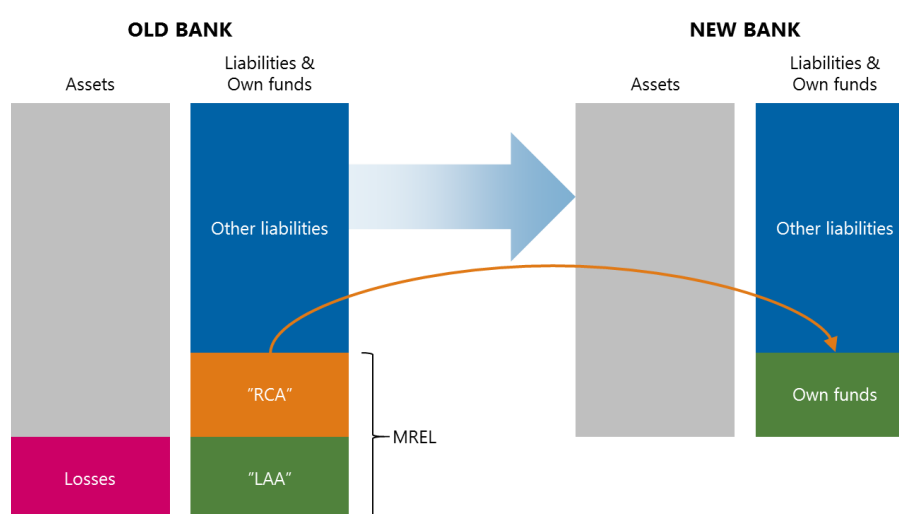 OLD BANK
NEW BANK
Assets
Liabilities &
Own funds
Assets
Liabilities &
Own funds
Other liabilities
Other liabilities
”RCA”
Own funds
MREL
Losses
”LAA”